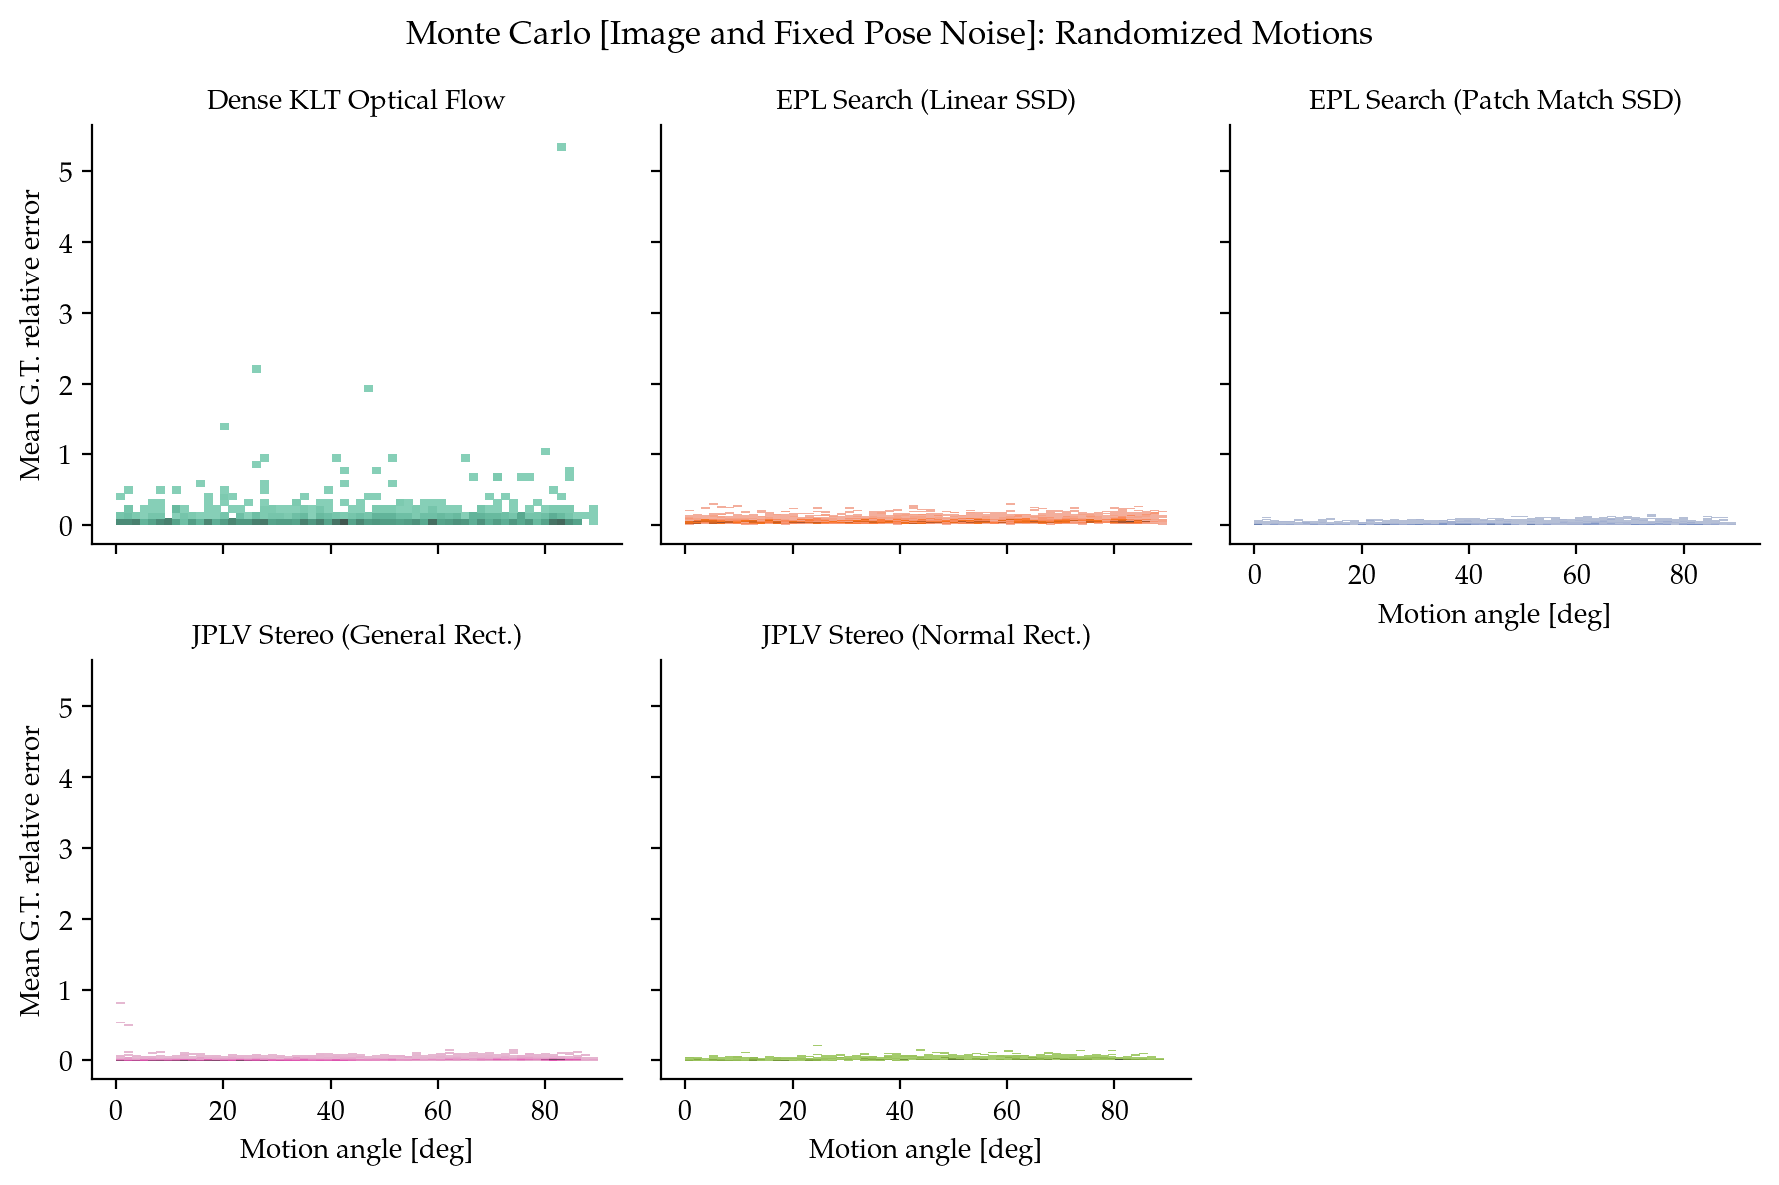 Monte Carlo [Image and Fixed Pose Noise]: Randomized Motions
Dense KLT Optical Flow
EPL Search (Linear SSD)
EPL Search (Patch Match SSD)
Mean G.T. relative error
5
4
3
2
1
0
0 20 40 60 80
Motion angle [deg]
JPLV Stereo (General Rect.)
JPLV Stereo (Normal Rect.)
Mean G.T. relative error
5
4
3
2
1
0
0 20 40 60 80
0 20 40 60 80
Motion angle [deg]
Motion angle [deg]